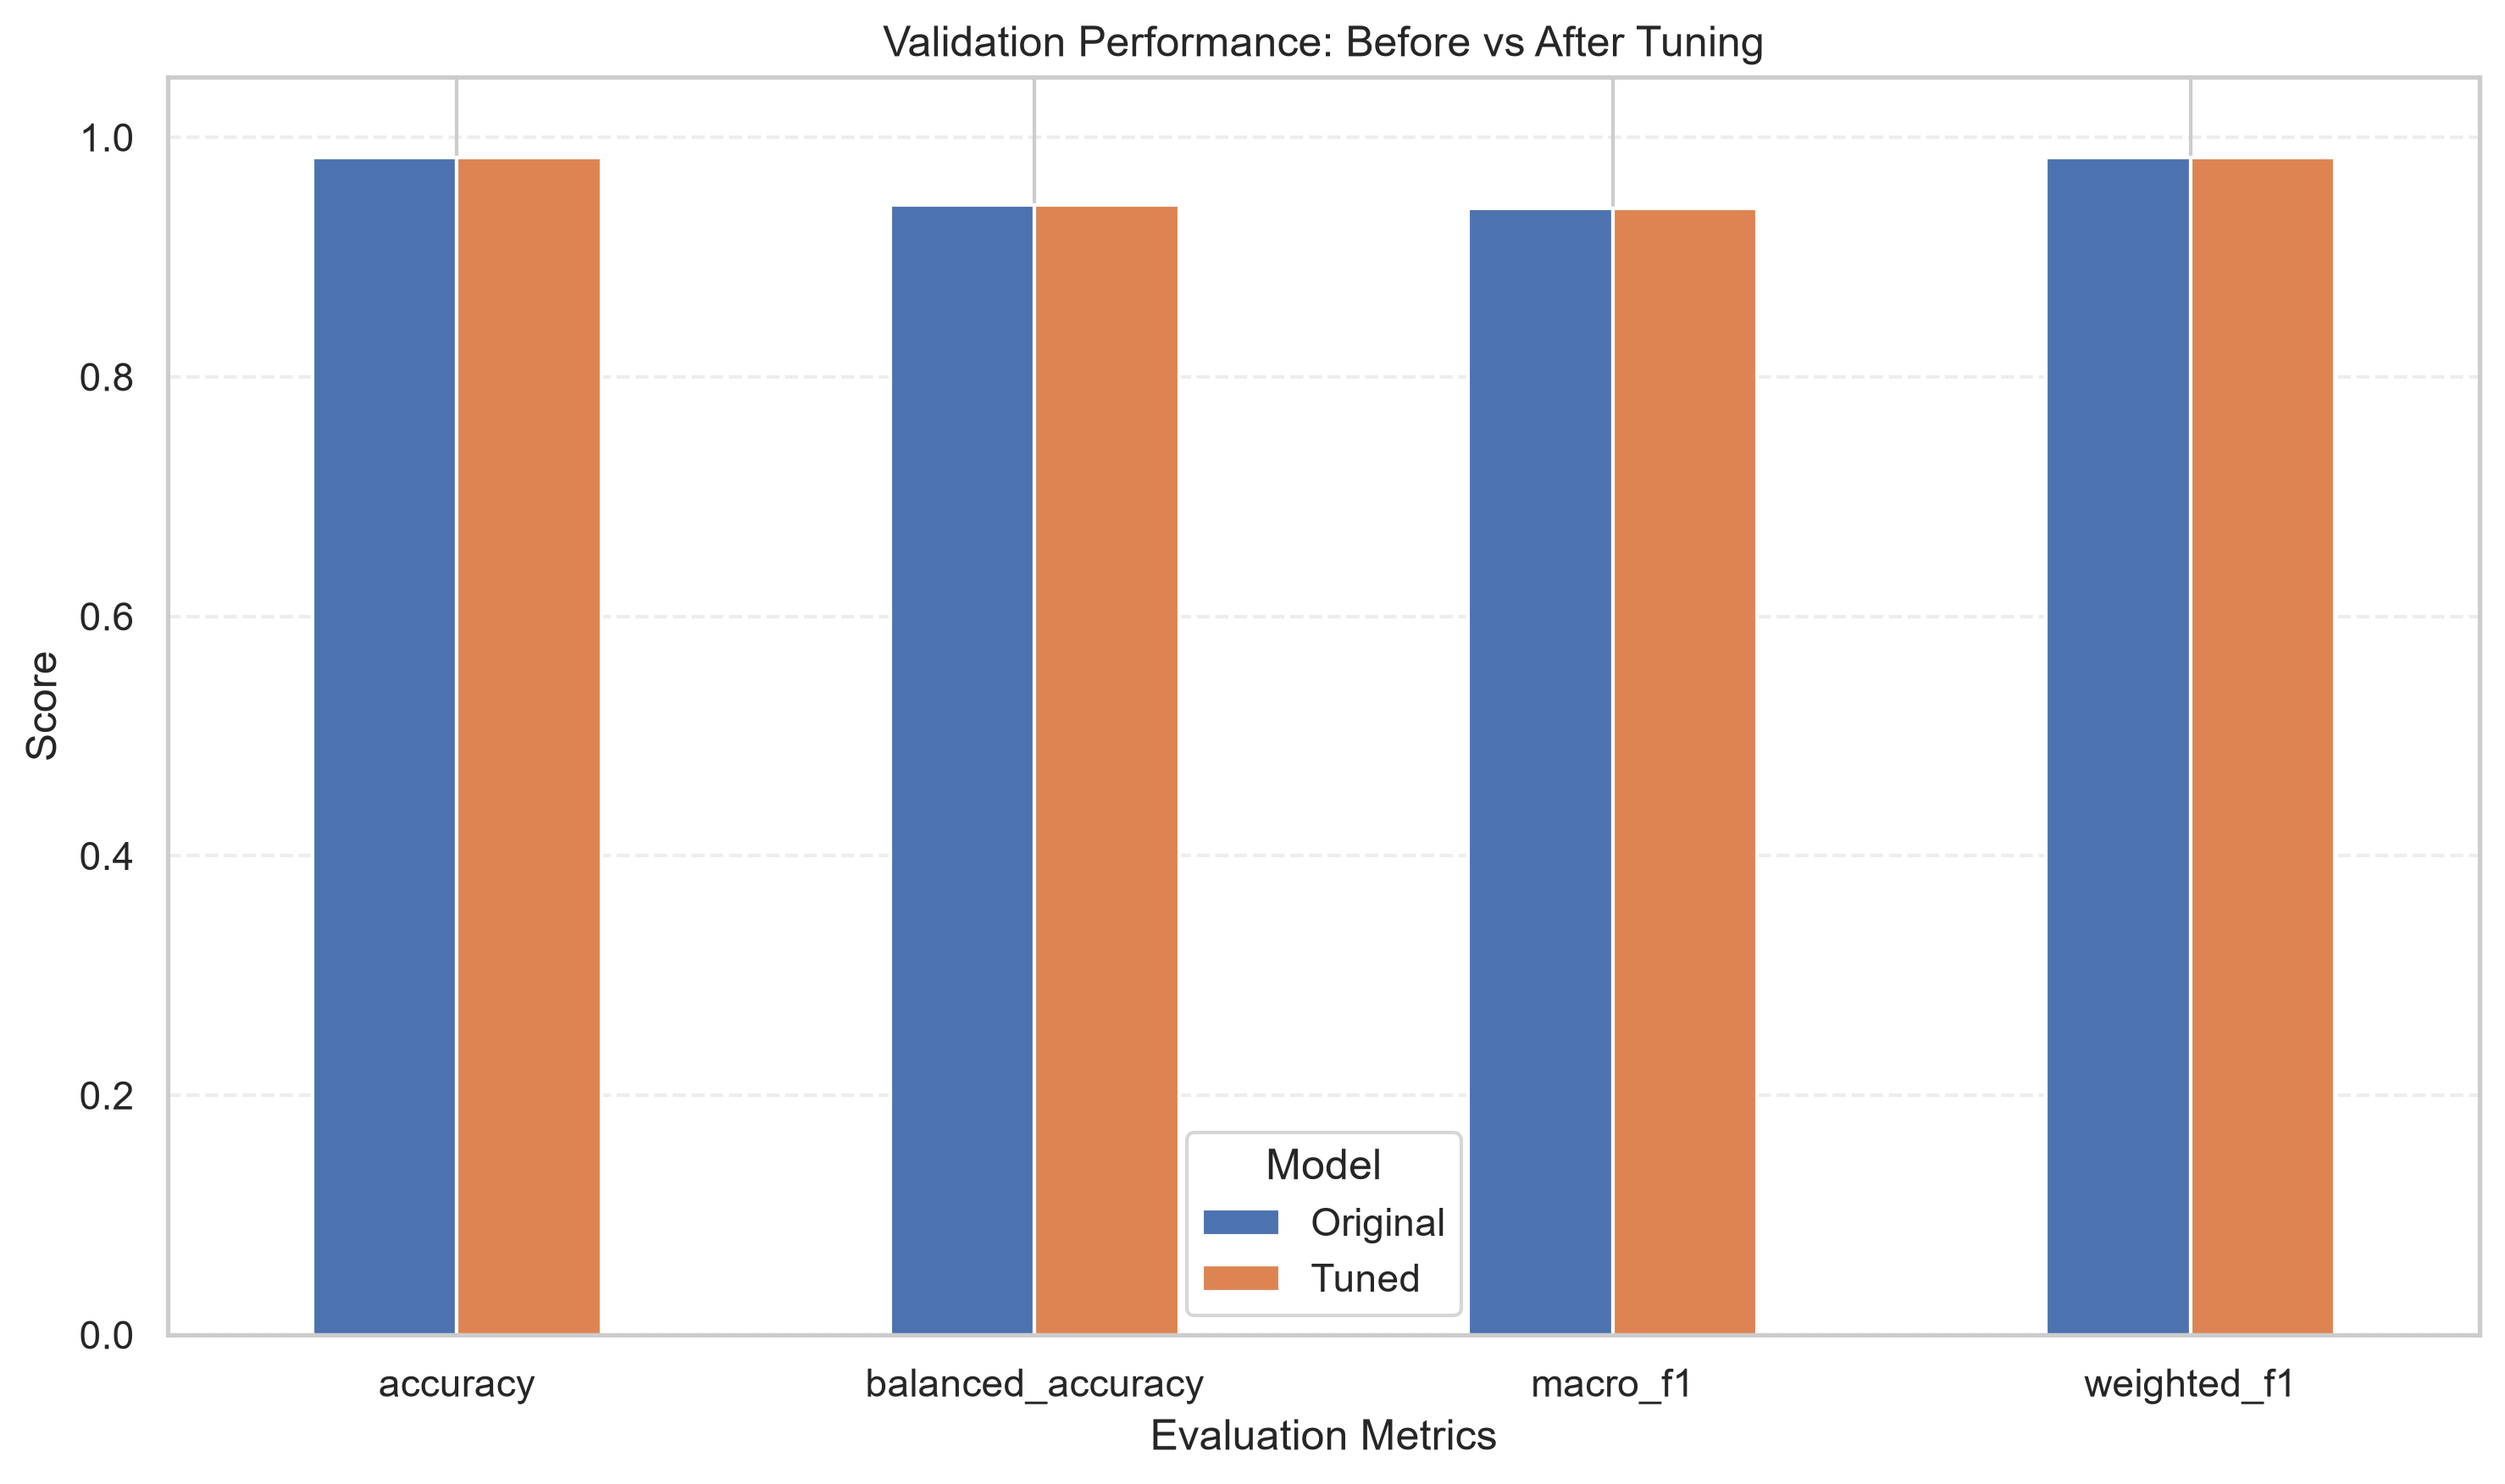 Validation Performance: Before vs After Tuning
1.0
0.8
0.6
0.4
0.2
0.0
Score
Model
Original
Tuned
accuracy balanced_accuracy macro_f1 weighted_f1
Evaluation Metrics